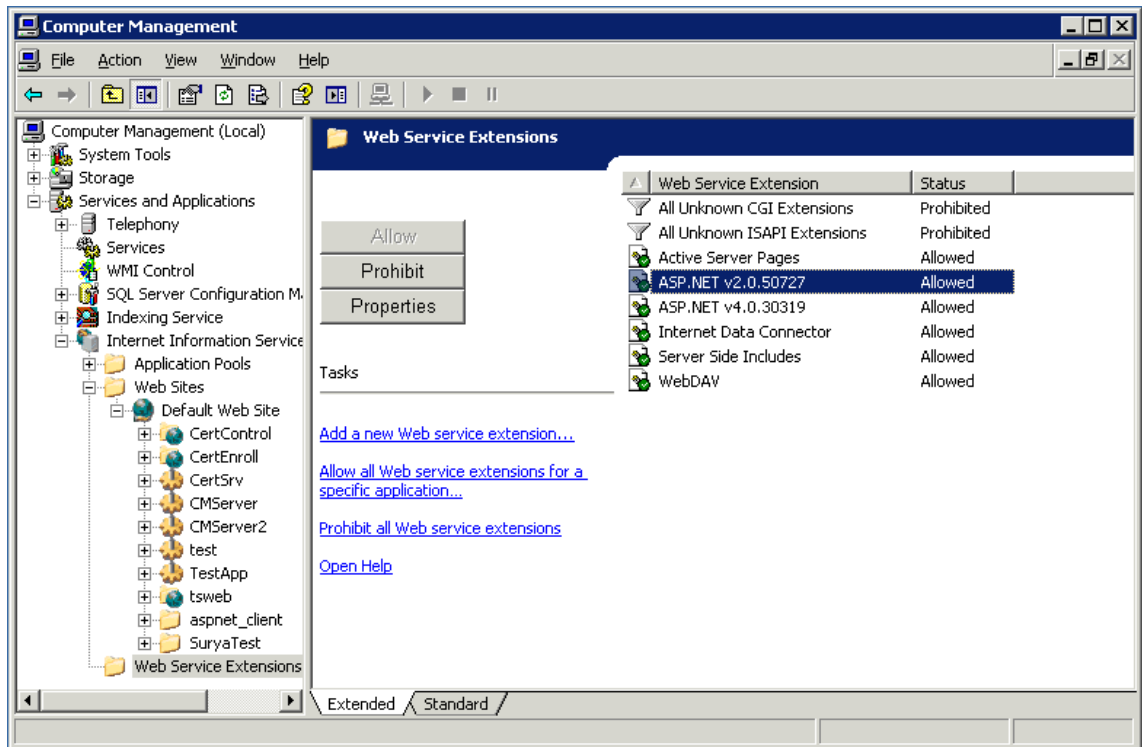 Computer Management
File Action View Window Help
Computer Management (Local)
System Tools
Storage
Services and Applications
Telephony
Services
WMI Control
SQL Server Configuration M
Indexing Service
Internet Information Service
Application Pools
Web Sites
Default Web Site
CertControl
CertEnroll
CertSrv
CMServer
CMServer2
test
TestApp
tsweb
aspnet_client
SuryaTest
Web Service Extensions
Web Service Extensions
Allow
Prohibit
Properties
Tasks
Add a new Web service extension...
Allow all Web service extensions for a
specific application...
Prohibit all Web service extensions
Open Help
Web Service Extension Status
All Unknown CGI Extensions Prohibited
All Unknown ISAPI Extensions Prohibited
Active Server Pages Allowed
ASP.NET v2.0.50727 Allowed
ASP.NET v4.0.30319 Allowed
Internet Data Connector Allowed
Server Side Includes Allowed
WebDAV Allowed
Extended Standard